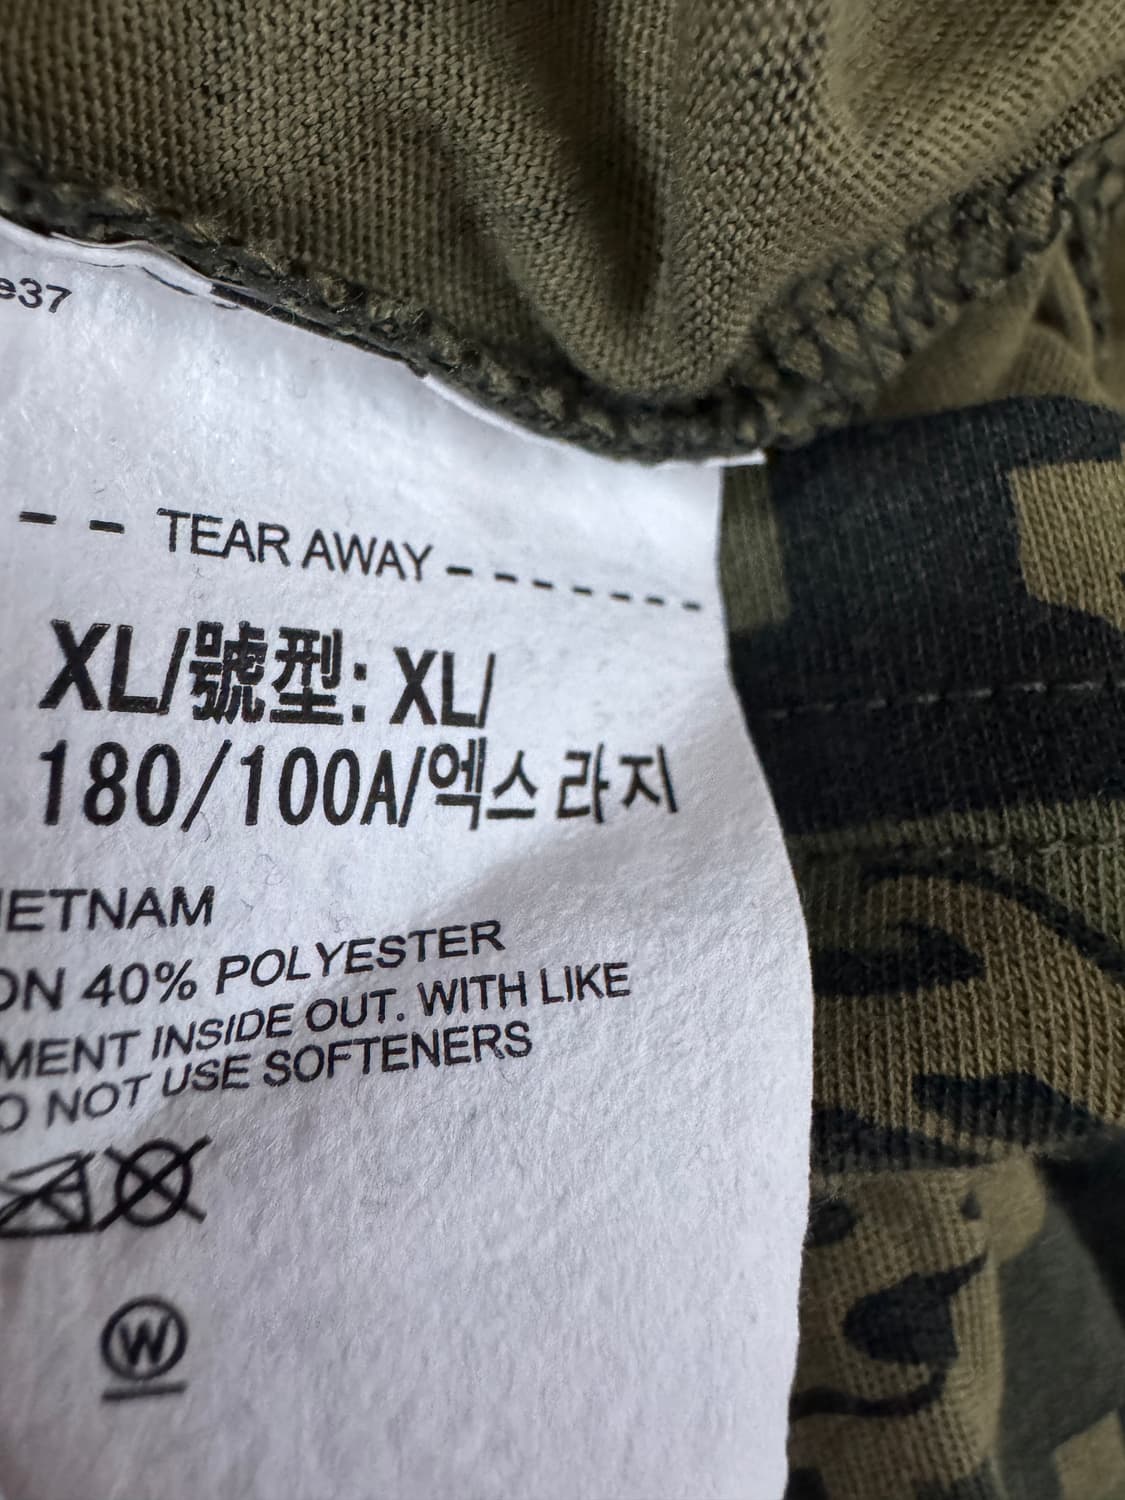 e37
-- TEAR AWAY -------
XL/號型: XL/
180/100A/엑스라지
IETNAM
ON 40% POLYESTER
MENT INSIDE OUT. WITH LIKE
O NOT USE SOFTENERS
W